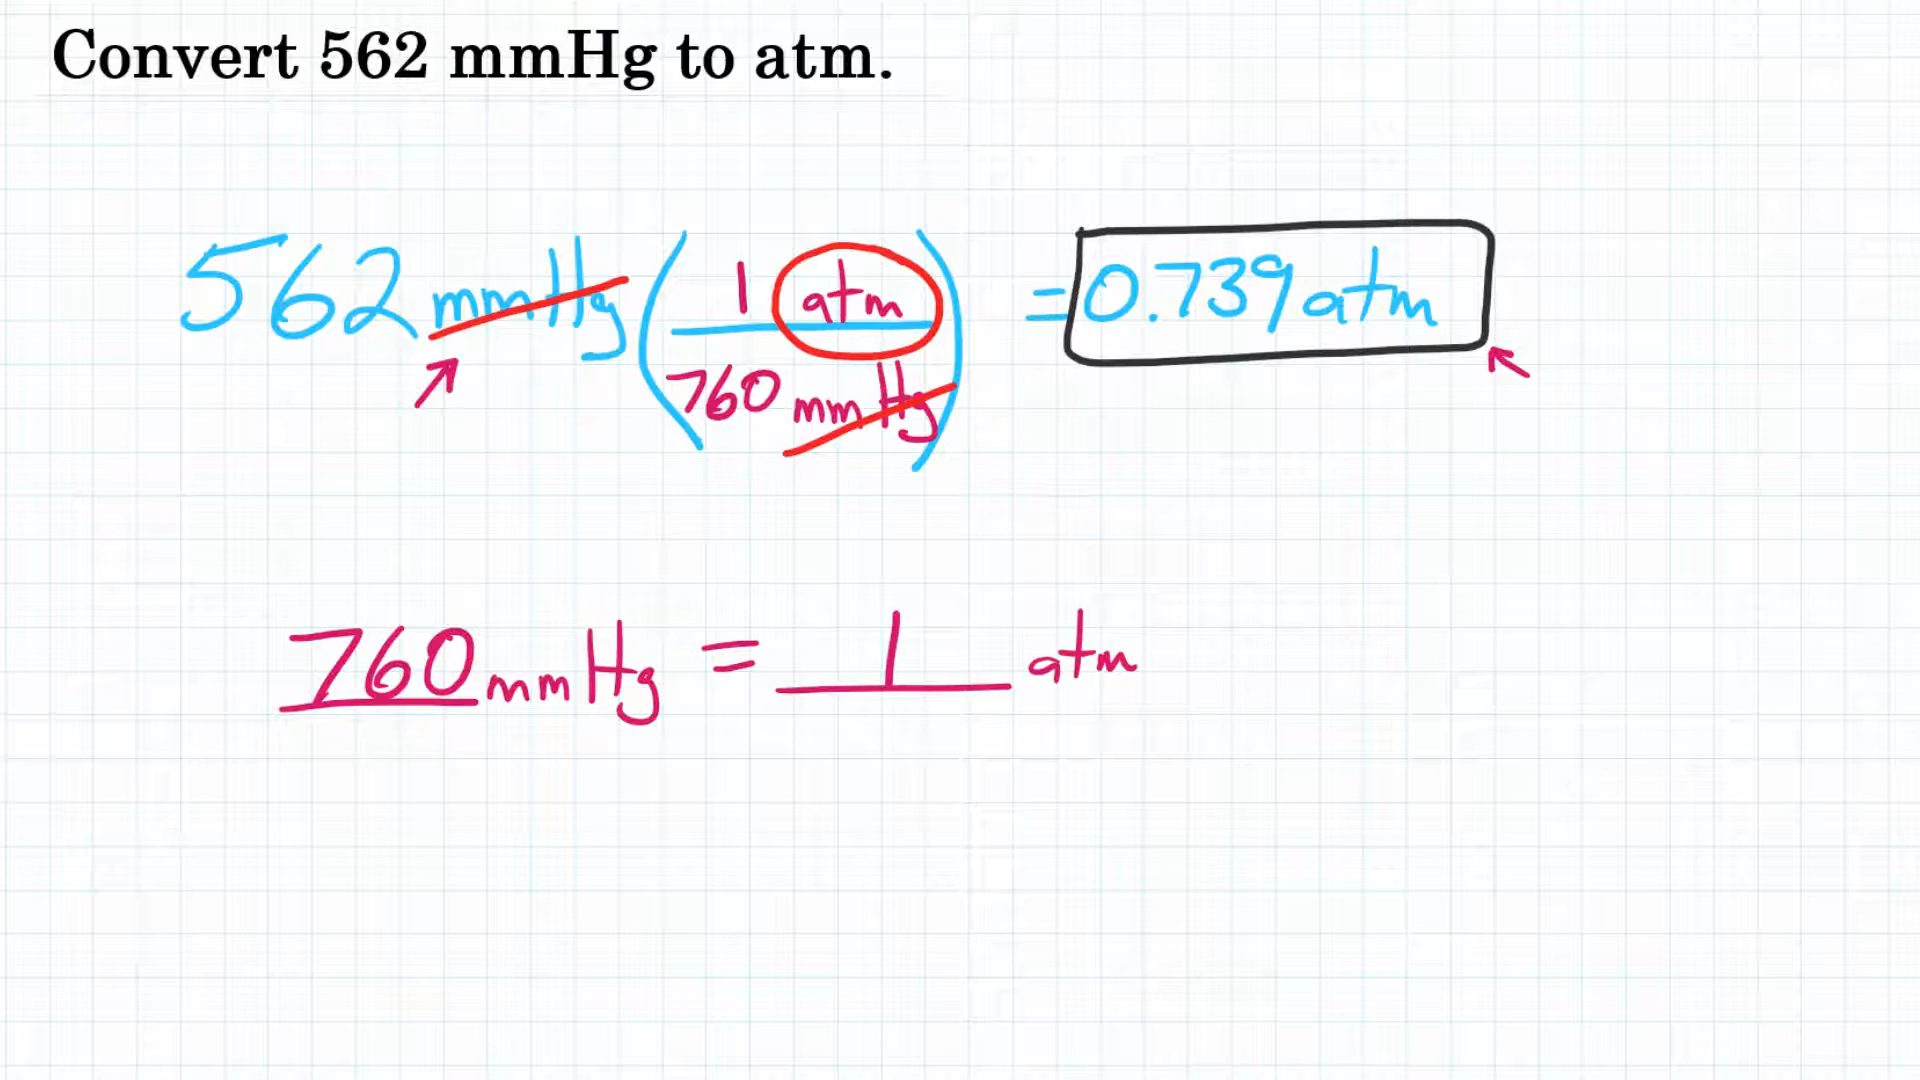 Convert 562 mmHg to atm.
562 mmHg (1 atm / 760 mmHg) = 0.739 atm
760 mmHg = 1 atm